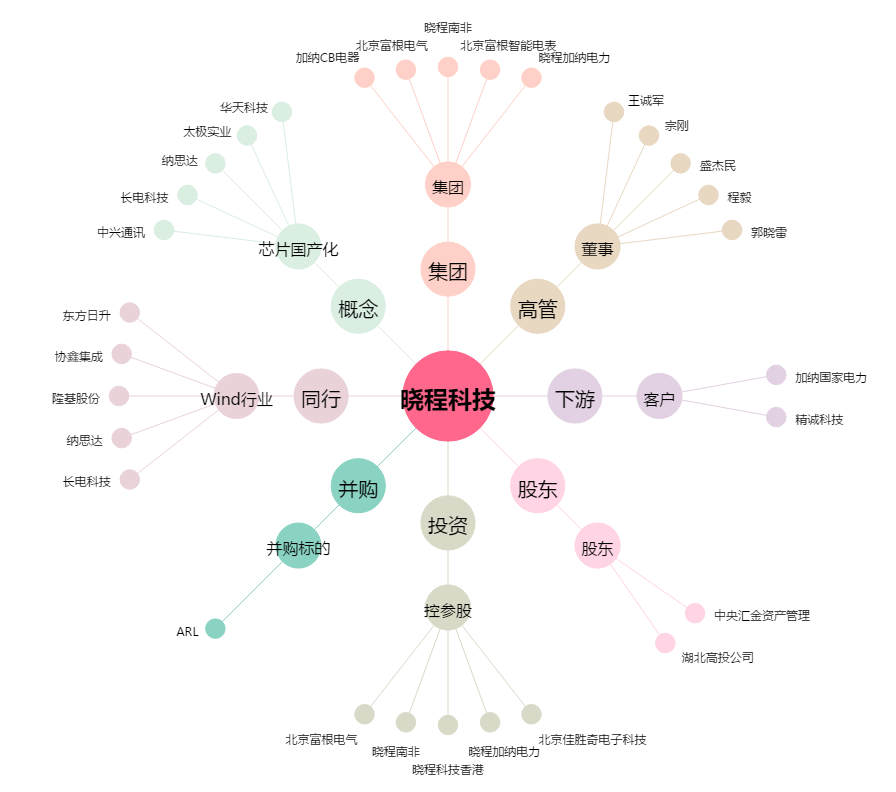 晓程南非
北京富根电气
北京富根智能电表
加纳CB电器
晓程加纳电力
集团
集团
王诚军
宗刚
盛杰民
程毅
郭晓雷
董事
高管
华天科技
太极实业
纳思达
长电科技
中兴通讯
芯片国产化
概念
东方日升
协鑫集成
隆基股份
纳思达
长电科技
Wind行业
同行
晓程科技
下游
客户
加纳国家电力
精诚科技
并购
并购标的
ARL
投资
控参股
北京富根电气
晓程南非
晓程科技香港
晓程加纳电力
北京佳胜奇电子科技
股东
股东
中央汇金资产管理
湖北高投公司